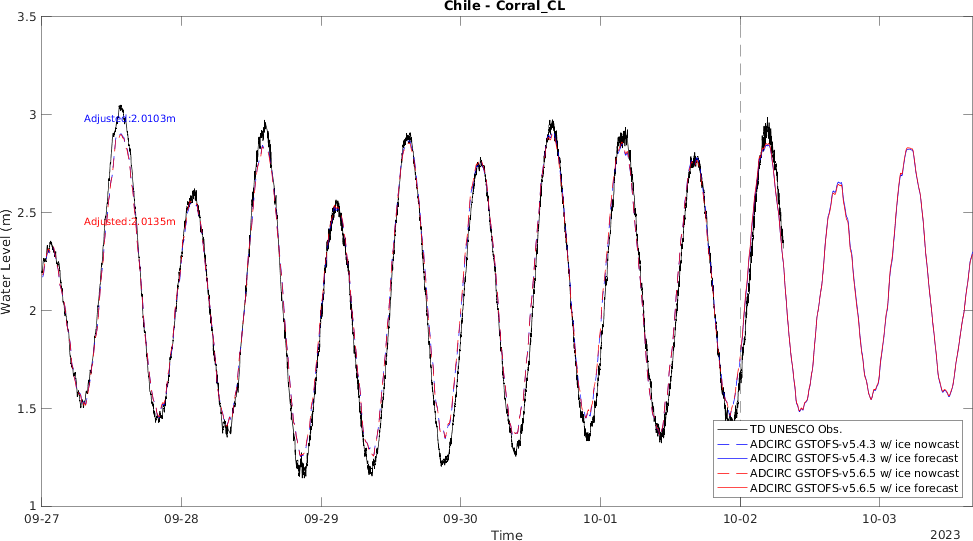 Chile - Corral_CL
3.5
3
2.5
2
1.5
1
Water Level (m)
Adjusted:2.0103m
Adjusted:2.0135m
TD UNESCO Obs.
ADCIRC GSTOFS-v5.4.3 w/ ice nowcast
ADCIRC GSTOFS-v5.4.3 w/ ice forecast
ADCIRC GSTOFS-v5.6.5 w/ ice nowcast
ADCIRC GSTOFS-v5.6.5 w/ ice forecast
09-27 09-28 09-29 09-30 10-01 10-02 10-03
Time
2023